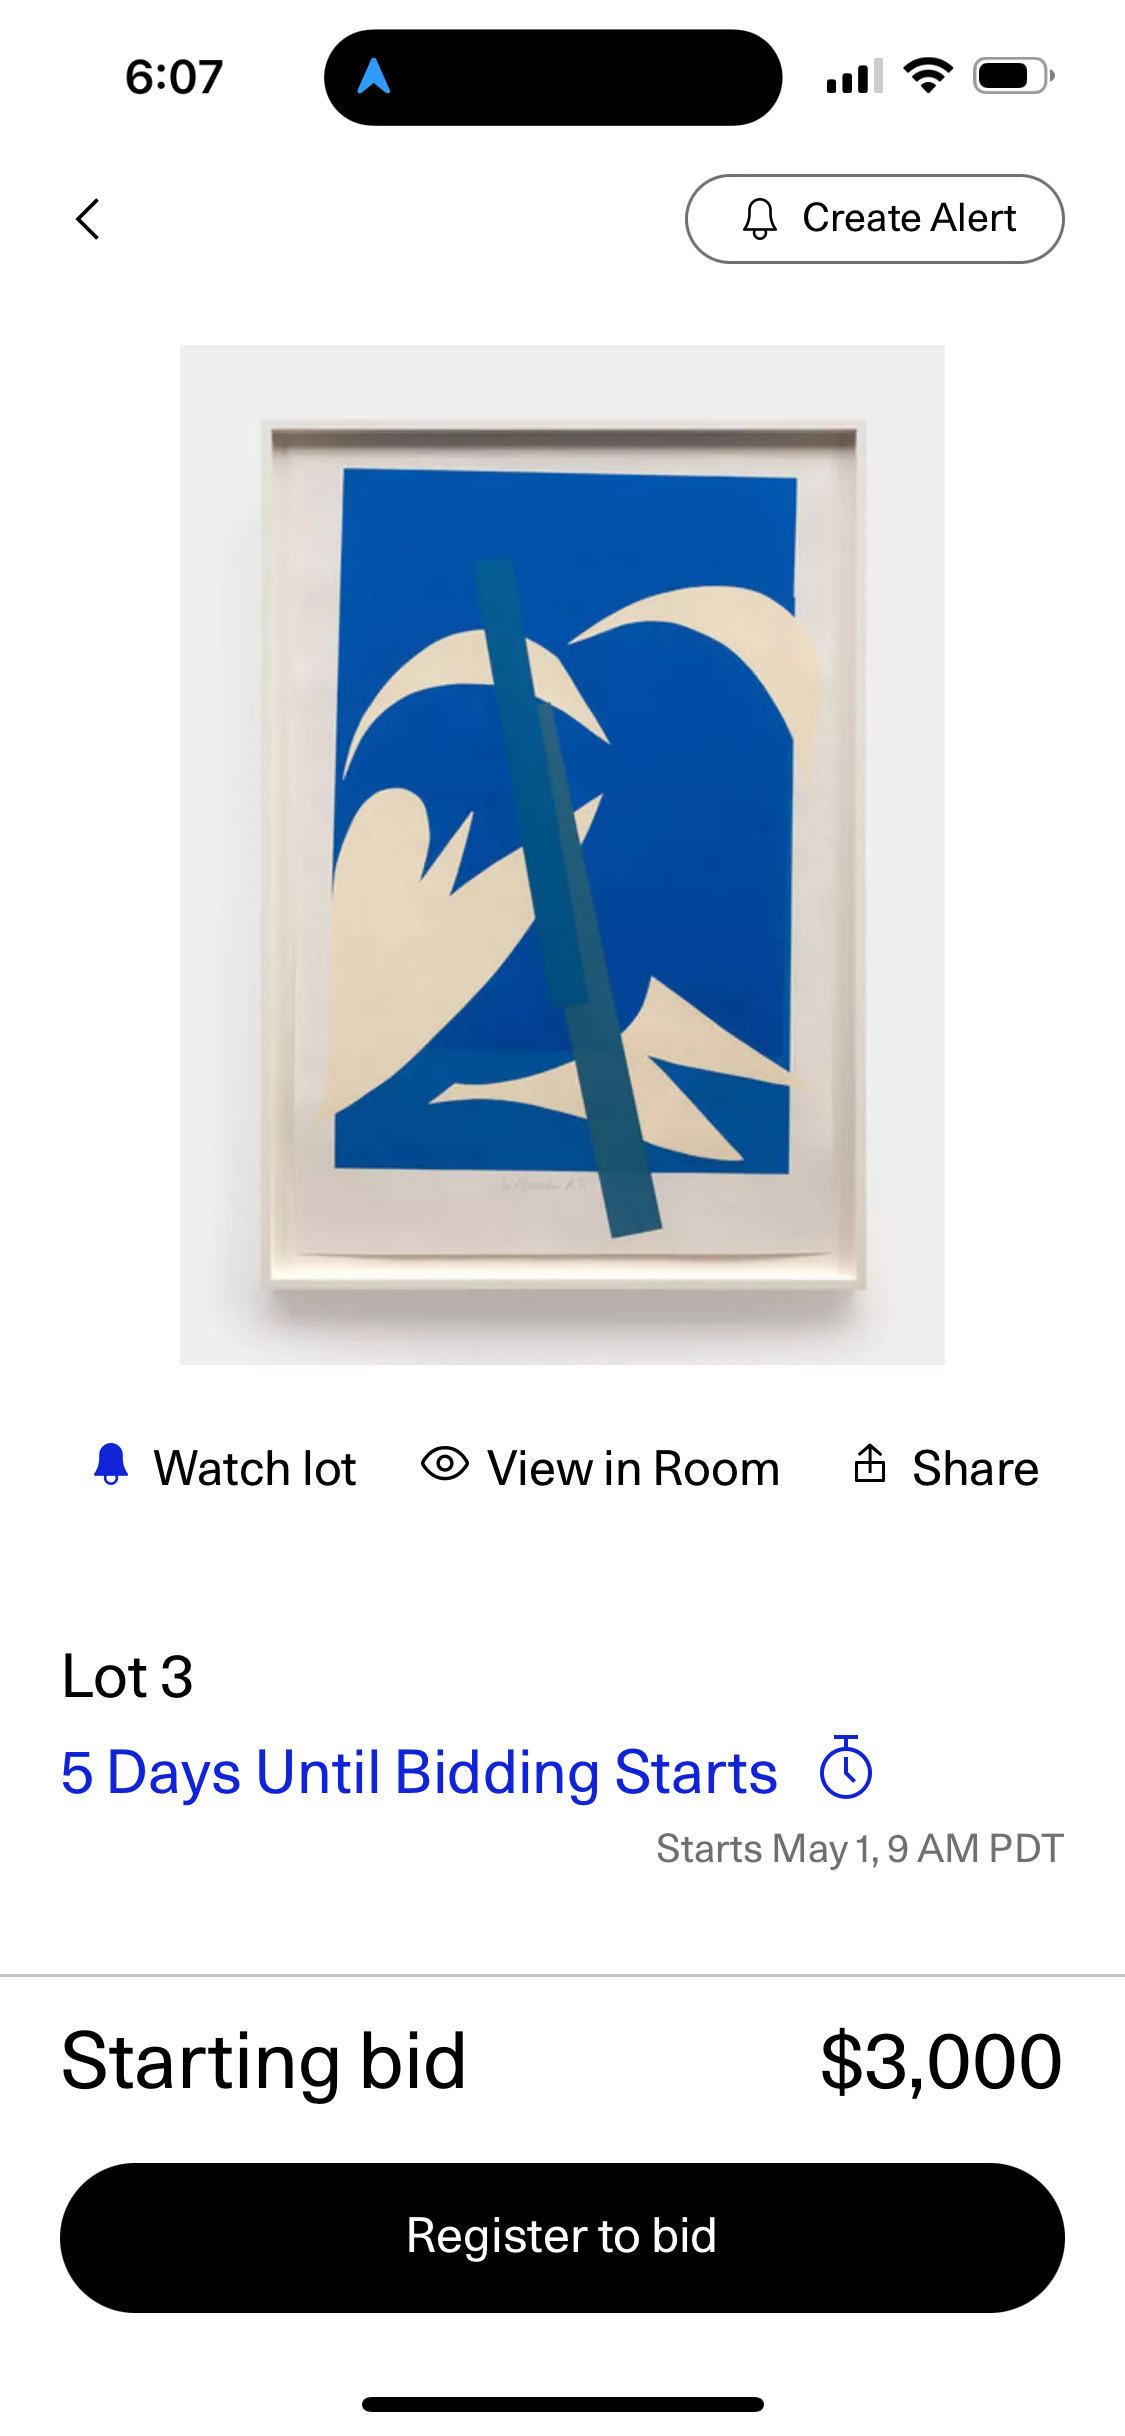 6:07
Create Alert
Watch lot
View in Room
Share
Lot 3
5 Days Until Bidding Starts
Starts May 1, 9 AM PDT
Starting bid
$3,000
Register to bid